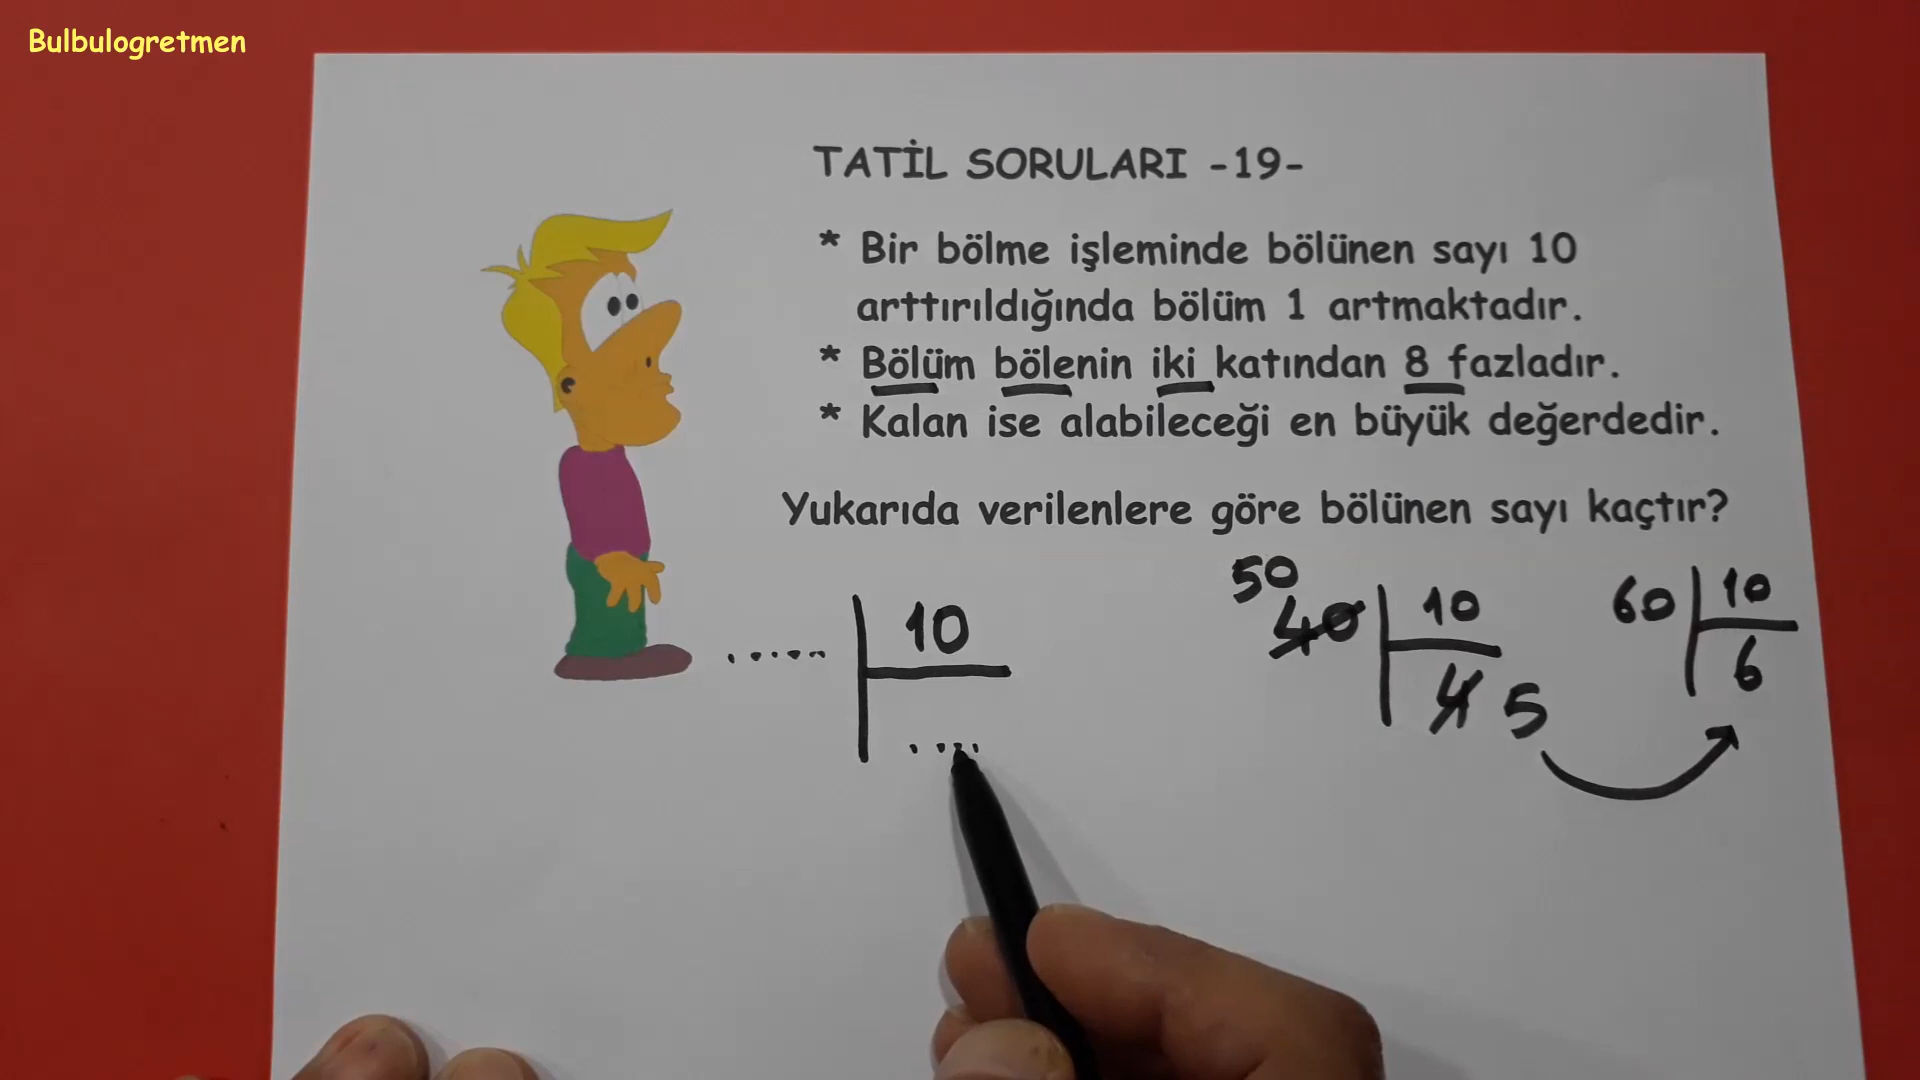 Bulbulogretmen
TATİL SORULARI -19-
* Bir bölme işleminde bölünen sayı 10
arttırıldığında bölüm 1 artmaktadır.
* Bölüm bölenin iki katından 8 fazladır.
* Kalan ise alabileceği en büyük değerdedir.
Yukarıda verilenlere göre bölünen sayı kaçtır?
..... 10
....
50
40 10
4 5
60 10
6